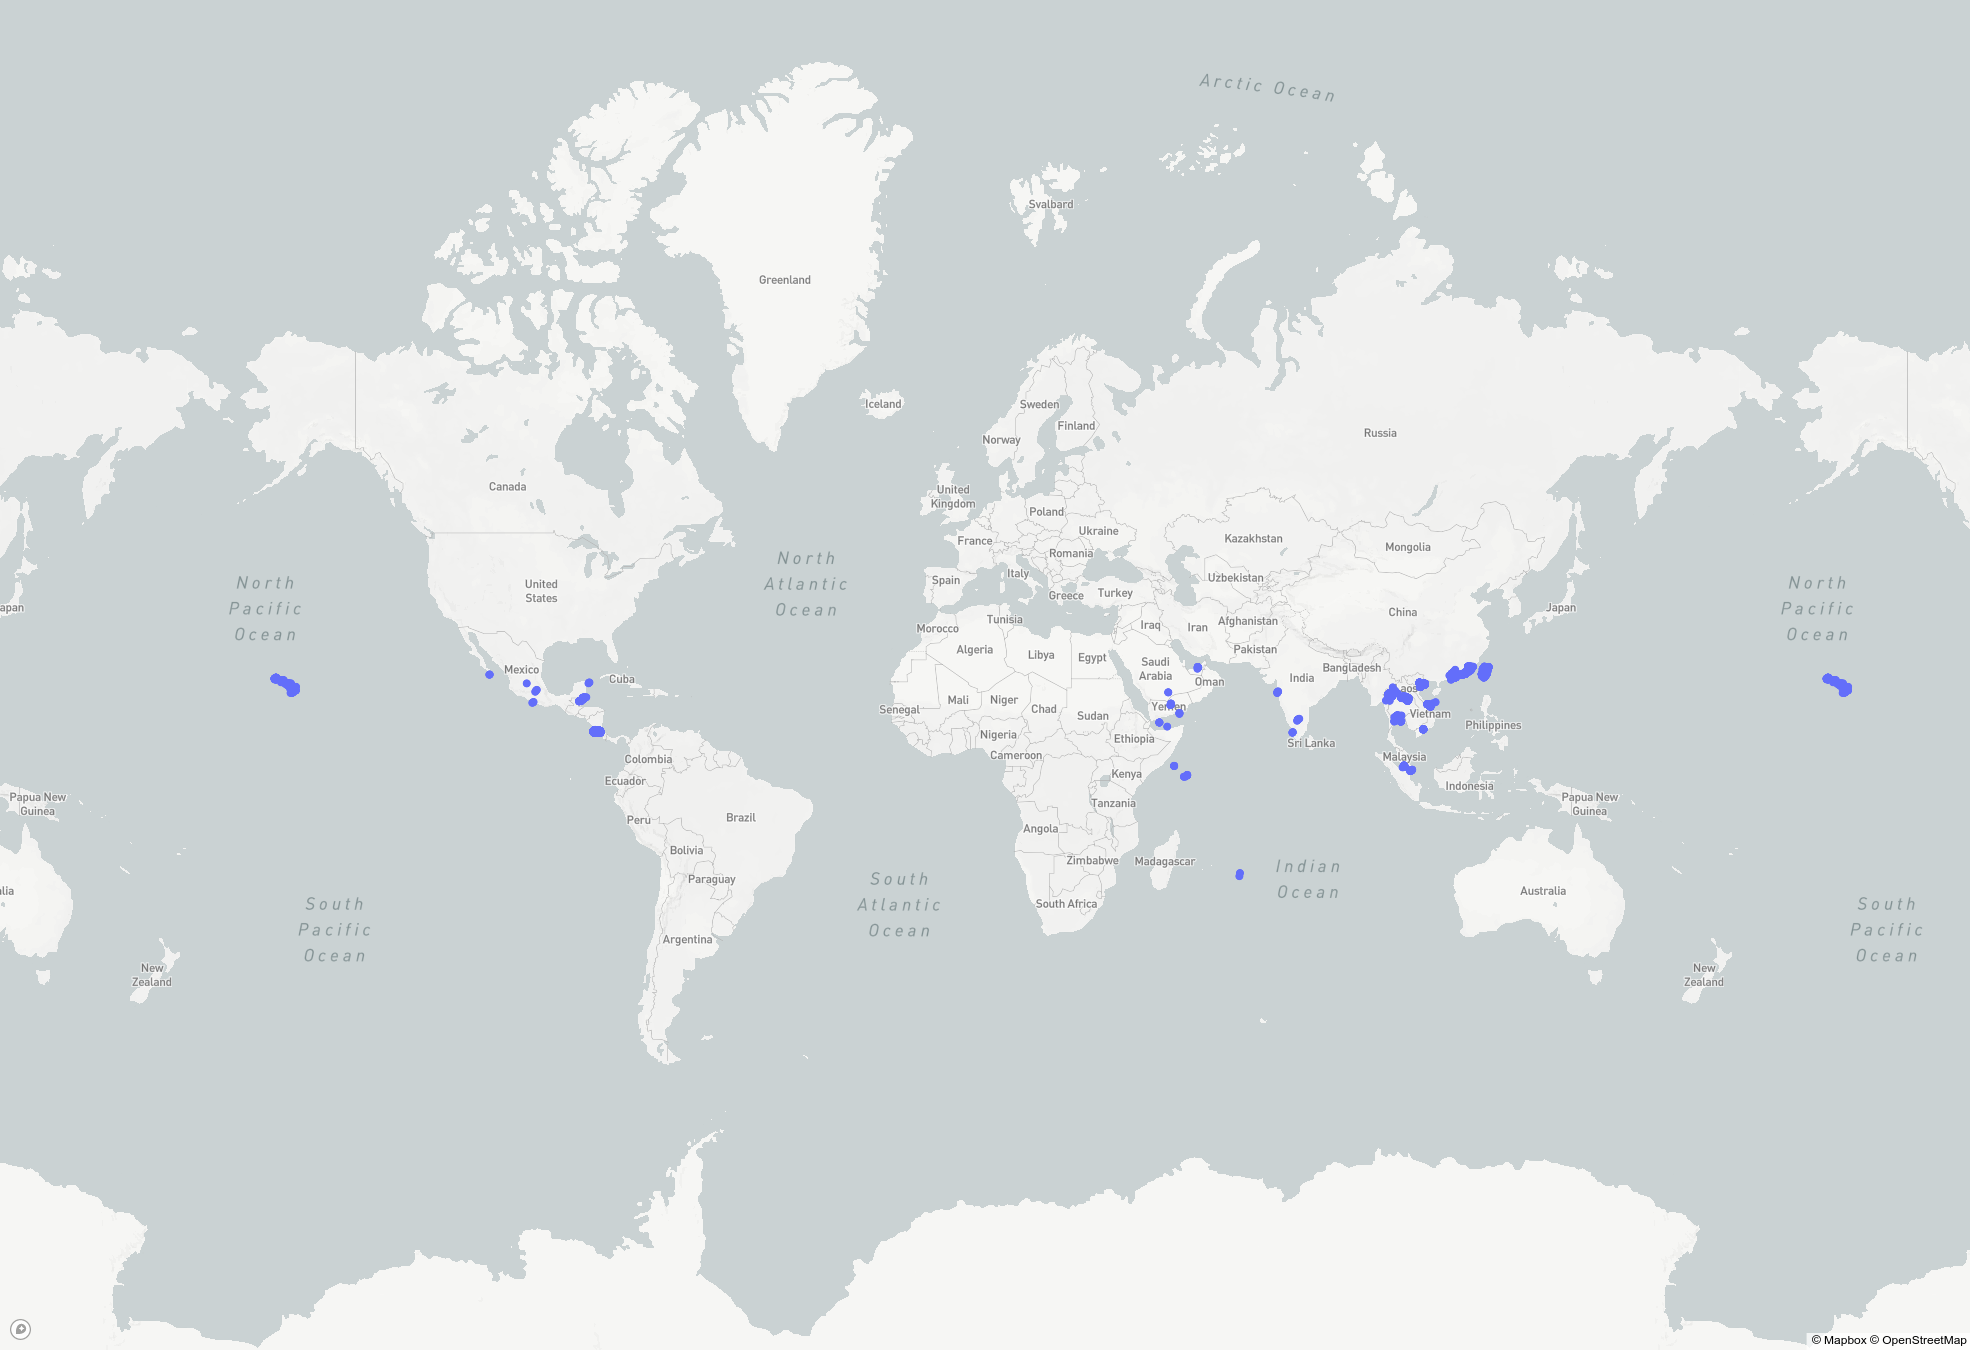 Arctic Ocean
Svalbard
Greenland
Iceland
Sweden
Finland
Norway
Russia
Canada
United
Kingdom
Poland
Ukraine
France
Romania
Kazakhstan
Mongolia
North
Pacific
Ocean
North
Atlantic
Ocean
North
Pacific
Ocean
United
States
Spain
Italy
Greece
Turkey
Uzbekistan
China
Japan
apan
Morocco
Tunisia
Algeria
Libya
Egypt
Iraq
Iran
Afghanistan
Pakistan
Saudi
Arabia
Oman
India
Bangladesh
Laos
Mexico
Cuba
Senegal
Mali
Niger
Chad
Sudan
Yemen
Vietnam
Philippines
Nigeria
Ethiopia
Sri Lanka
Cameroon
Malaysia
Colombia
Ecuador
Kenya
Indonesia
Papua New
Guinea
Papua New
Guinea
Tanzania
Peru
Brazil
Angola
Bolivia
Zimbabwe
Madagascar
Paraguay
South Africa
alia
Australia
Indian
Ocean
South
Pacific
Ocean
South
Atlantic
Ocean
South
Pacific
Ocean
Argentina
New
Zealand
New
Zealand
© Mapbox © OpenStreetMap